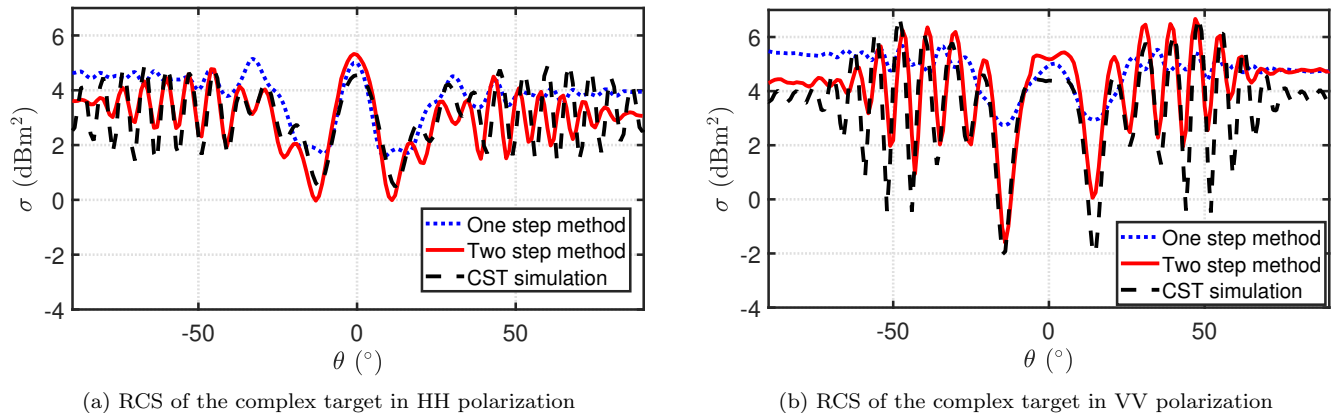 6
4
2
0
-2
-4
σ (dBm²)
-50
0
50
θ (°)
One step method
Two step method
CST simulation
(a) RCS of the complex target in HH polarization
6
4
2
0
-2
-4
σ (dBm²)
-50
0
50
θ (°)
One step method
Two step method
CST simulation
(b) RCS of the complex target in VV polarization